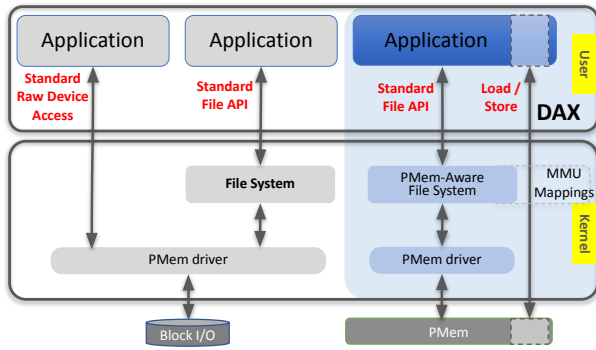 Application
Application
Application
User
Standard
Raw Device
Access
Standard
File API
Standard
File API
Load /
Store
DAX
File System
PMem-Aware
File System
MMU
Mappings
Kernel
PMem driver
PMem driver
Block I/O
PMem